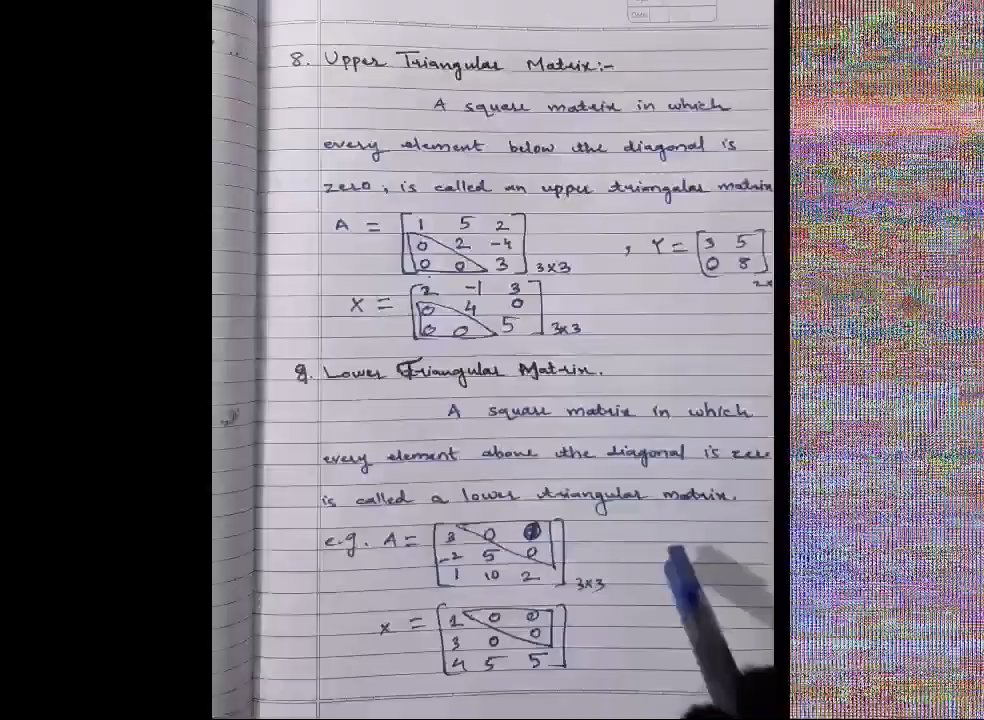 8. Upper Triangular Matrix:-
A square matrix in which
every element below the diagonal is
zero, is called an upper triangular matrix
A = [1 5 2
0 2 -4
0 0 3] 3x3 , Y = [3 5
0 8]
X = [2 -1 3
0 4 0
0 0 5] 3x3
9. Lower Triangular Matrix.
A square matrix in which
every element above the diagonal is zero
is called a lower triangular matrix.
e.g. A = [3 0
-2 5 0
1 10 2] 3x3
X = [1 0 0
3 0 0
4 5 5]